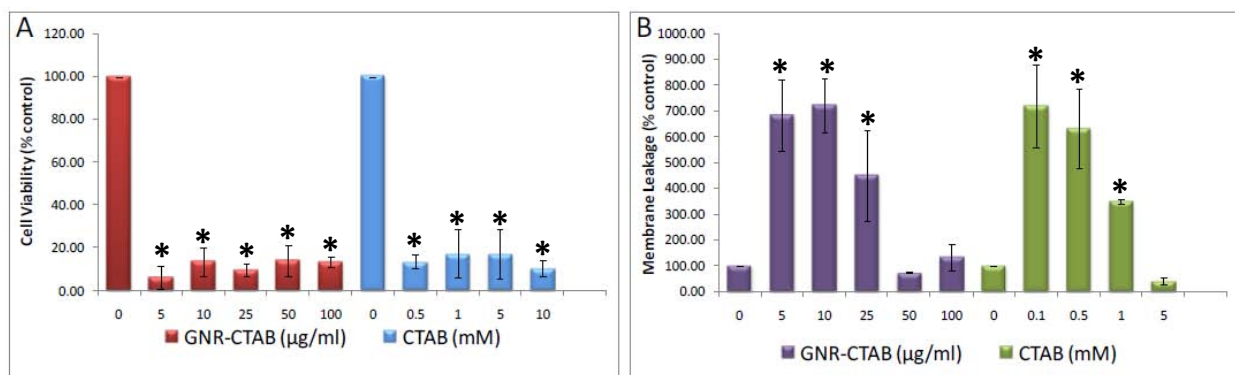 A
Cell Viability (% control)
120.00
100.00
80.00
60.00
40.00
20.00
0.00
* * * * * * * * *
0 5 10 25 50 100 0 0.5 1 5 10
GNR-CTAB (µg/ml) CTAB (mM)
B
Membrane Leakage (% control)
1000.00
900.00
800.00
700.00
600.00
500.00
400.00
300.00
200.00
100.00
0.00
* * * * * *
0 5 10 25 50 100 0 0.1 0.5 1 5
GNR-CTAB (µg/ml) CTAB (mM)